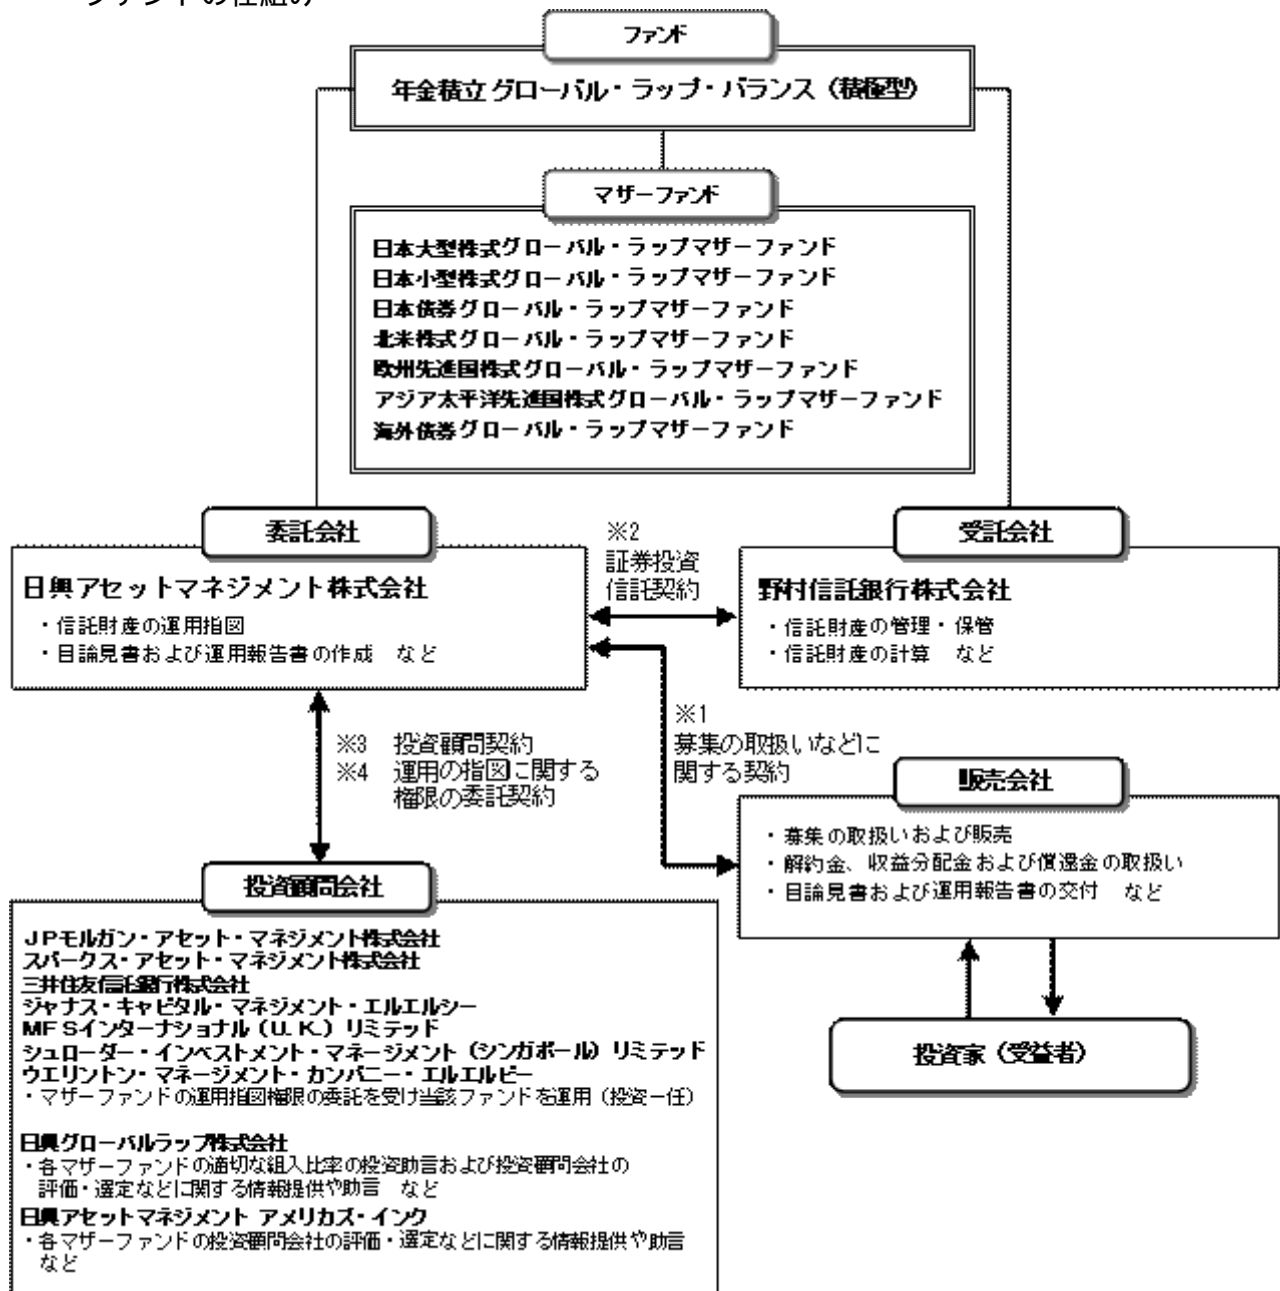 ファンドの仕組み
ファンド
年金積立グローバル・ラップ・バランス（積極型）
マザーファンド
日本大型株式グローバル・ラップマザーファンド
日本小型株式グローバル・ラップマザーファンド
日本債券グローバル・ラップマザーファンド
北米株式グローバル・ラップマザーファンド
欧州先進国株式グローバル・ラップマザーファンド
アジア太平洋先進国株式グローバル・ラップマザーファンド
海外債券グローバル・ラップマザーファンド
委託会社
日興アセットマネジメント株式会社
・信託財産の運用指図
・目論見書および運用報告書の作成　など
※2
証券投資
信託契約
受託会社
野村信託銀行株式会社
・信託財産の管理・保管
・信託財産の計算　など
※3　投資顧問契約
※4　運用の指図に関する
権限の委託契約
※1
募集の取扱いなどに
関する契約
販売会社
・募集の取扱いおよび販売
・解約金、収益分配金および償還金の取扱い
・目論見書および運用報告書の交付　など
投資家（受益者）
投資顧問会社
JPモルガン・アセット・マネジメント株式会社
スパークス・アセット・マネジメント株式会社
三井住友信託銀行株式会社
ジャナス・キャピタル・マネジメント・エルエルシー
MFSインターナショナル（U.K.）リミテッド
シュローダー・インベストメント・マネージメント（シンガポール）リミテッド
ウエリントン・マネージメント・カンパニー・エルエルピー
・マザーファンドの運用指図権限の委託を受け当該ファンドを運用（投資一任）
日興グローバルラップ株式会社
・各マザーファンドの適切な組入比率の投資助言および投資顧問会社の
評価・選定などに関する情報提供や助言　など
日興アセットマネジメント アメリカズ・インク
・各マザーファンドの投資顧問会社の評価・選定などに関する情報提供や助言
など